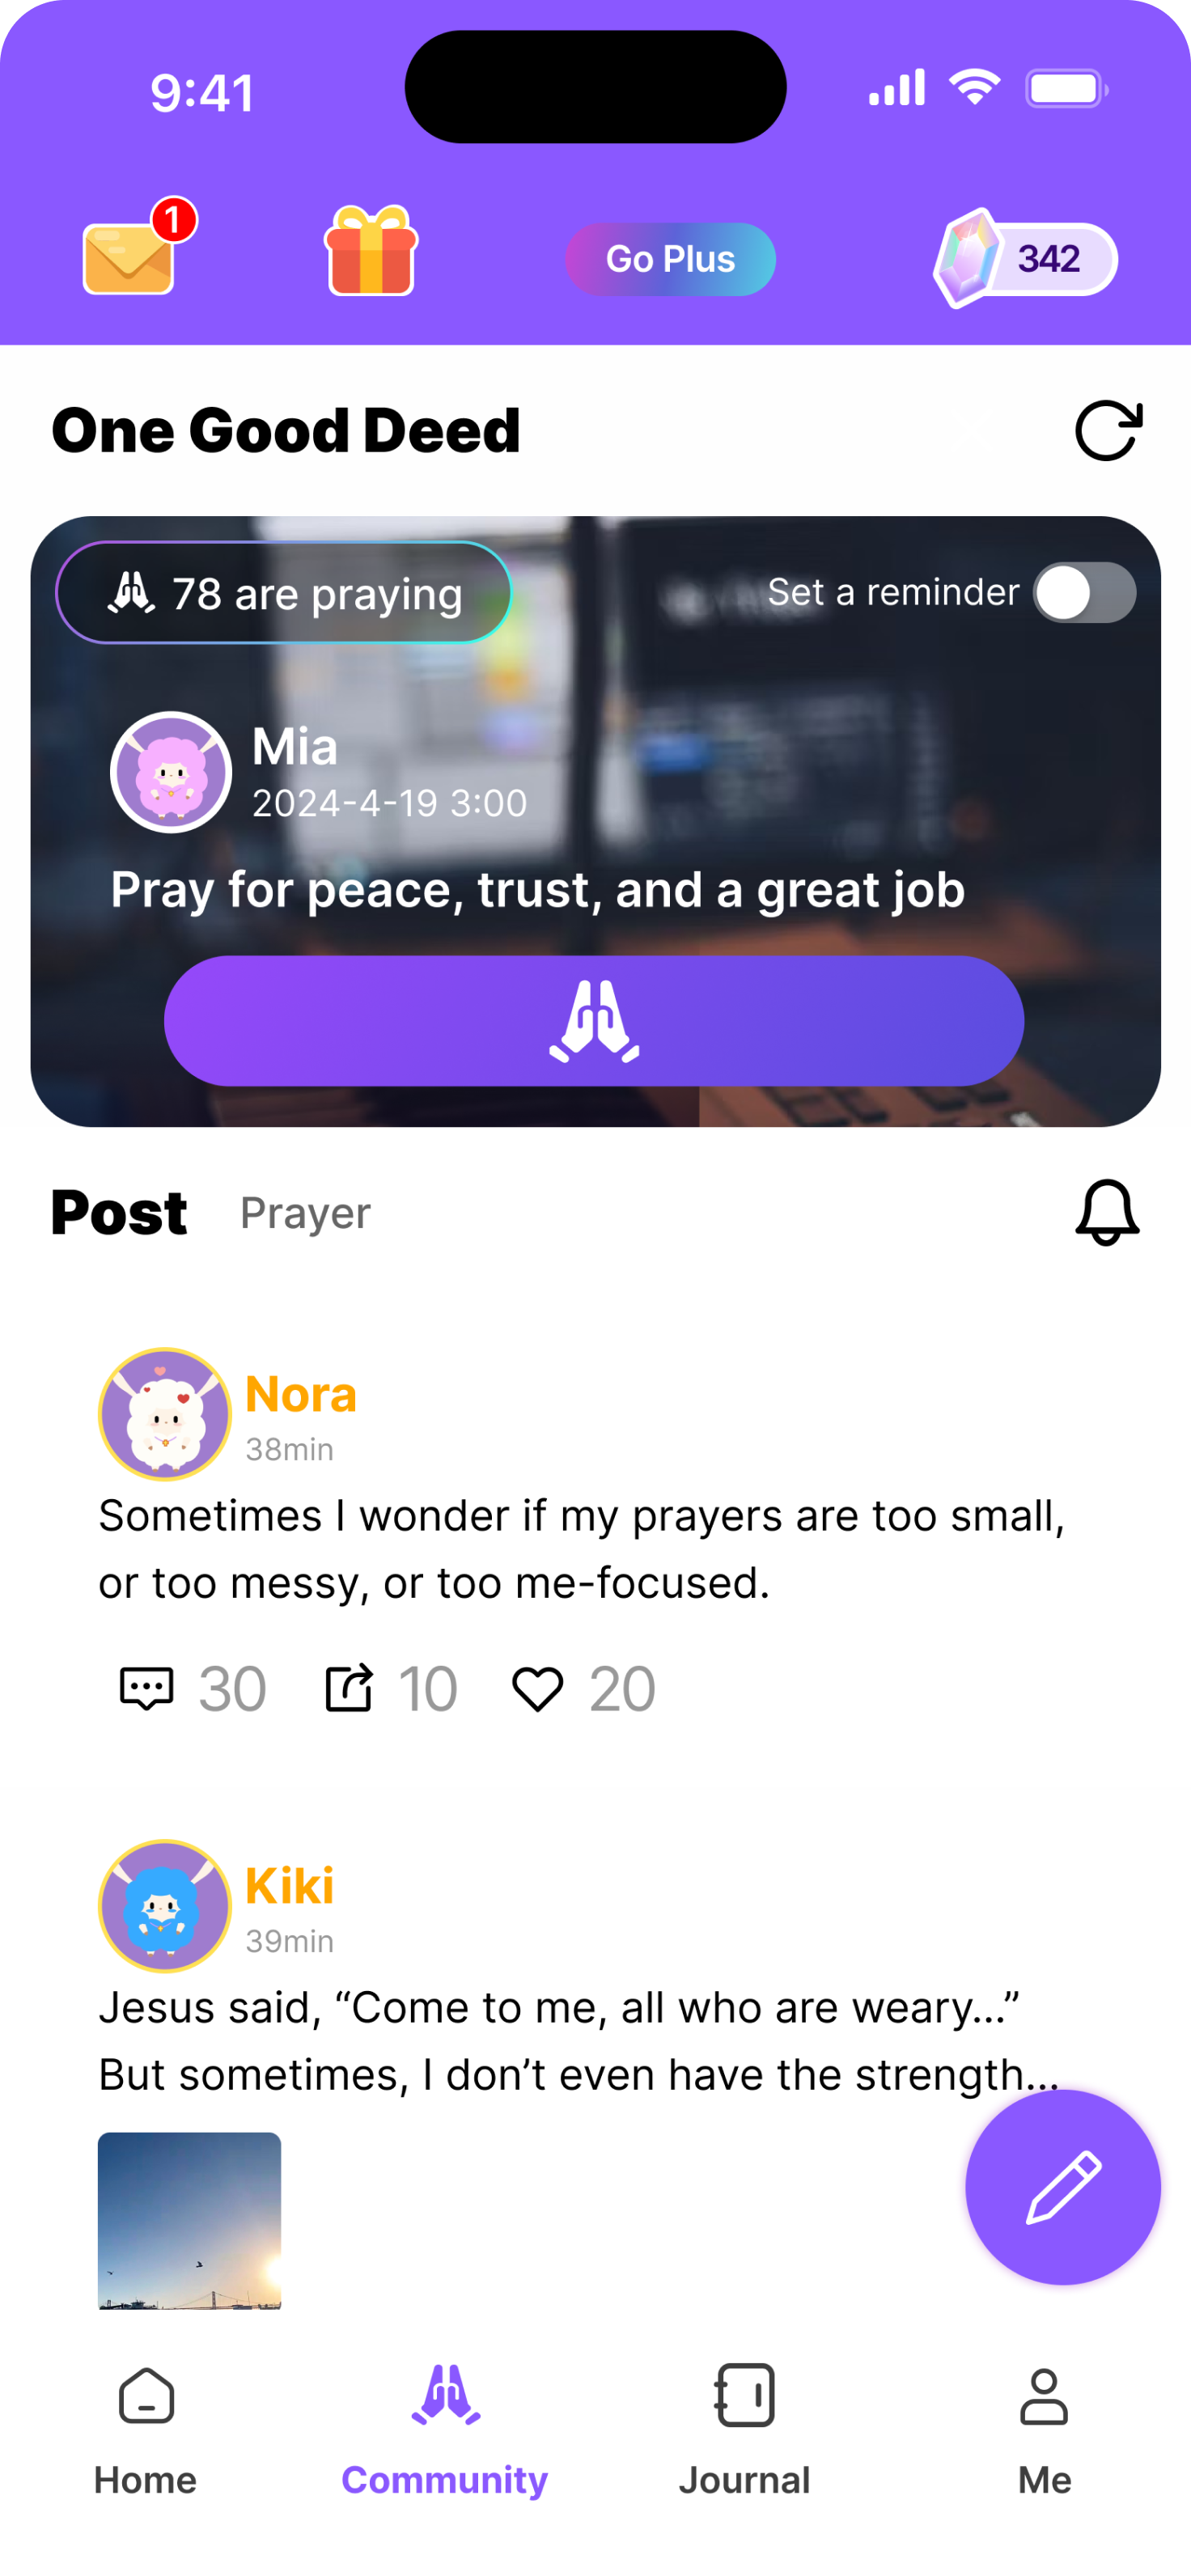 9:41
1
Go Plus
342
One Good Deed
78 are praying
Set a reminder
Mia
2024-4-19 3:00
Pray for peace, trust, and a great job
Post
Prayer
Nora
38min
Sometimes I wonder if my prayers are too small,
or too messy, or too me-focused.
30
10
20
Kiki
39min
Jesus said, “Come to me, all who are weary...”
But sometimes, I don’t even have the strength...
Home
Community
Journal
Me